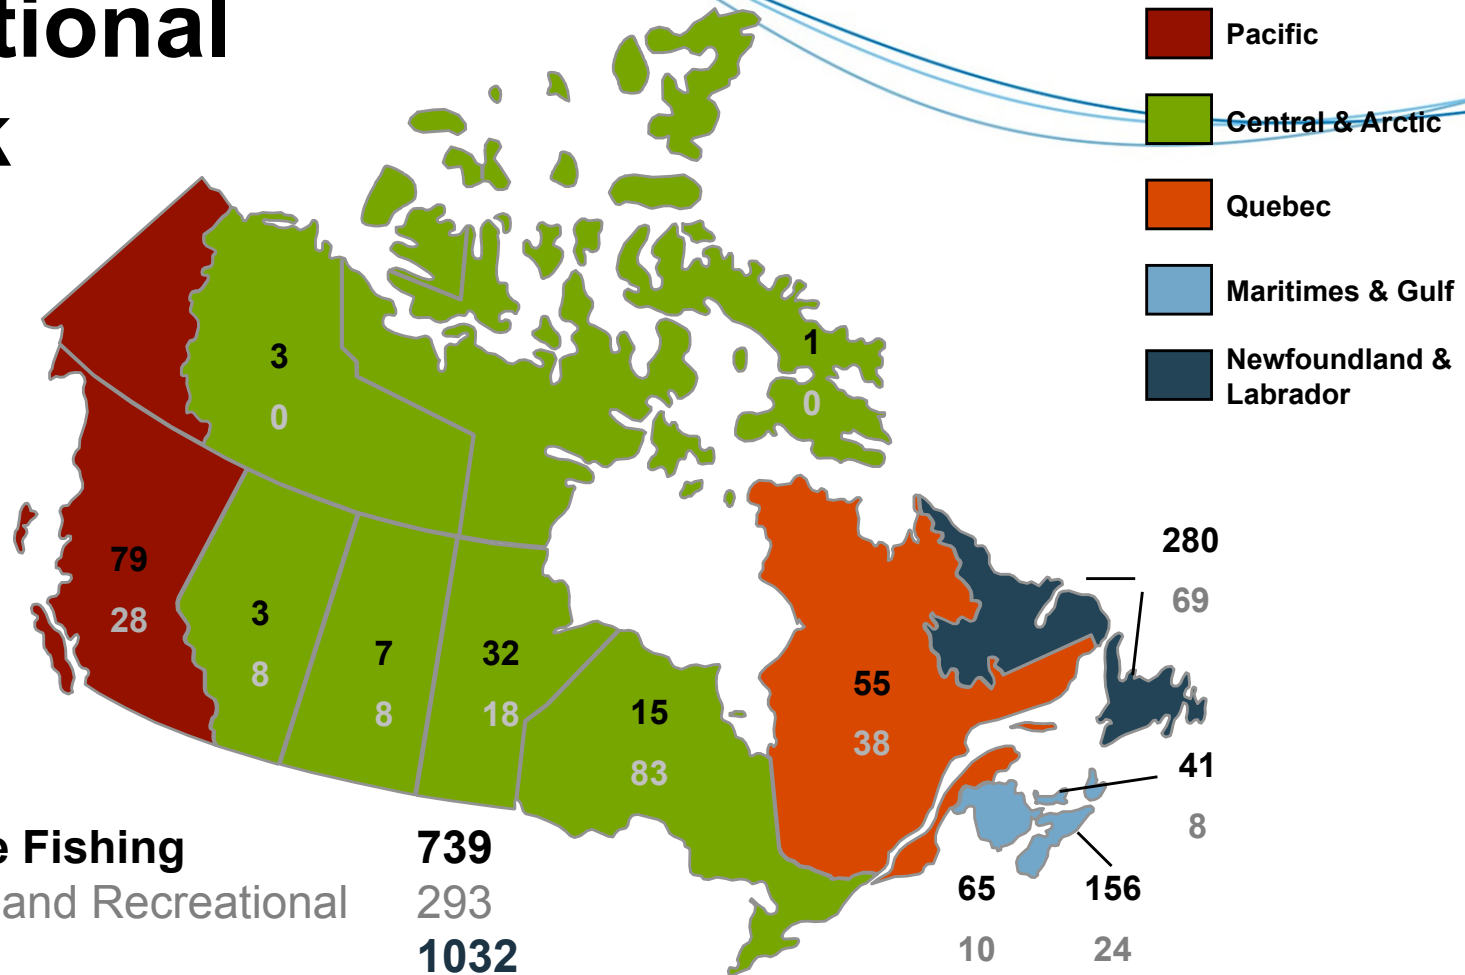 tional
k
Pacific
Central & Arctic
Quebec
Maritimes & Gulf
Newfoundland &
Labrador
3
0
1
0
79
28
3
8
7
8
32
18
15
83
55
38
280
69
41
8
65
10
156
24
e Fishing 739
and Recreational 293
1032